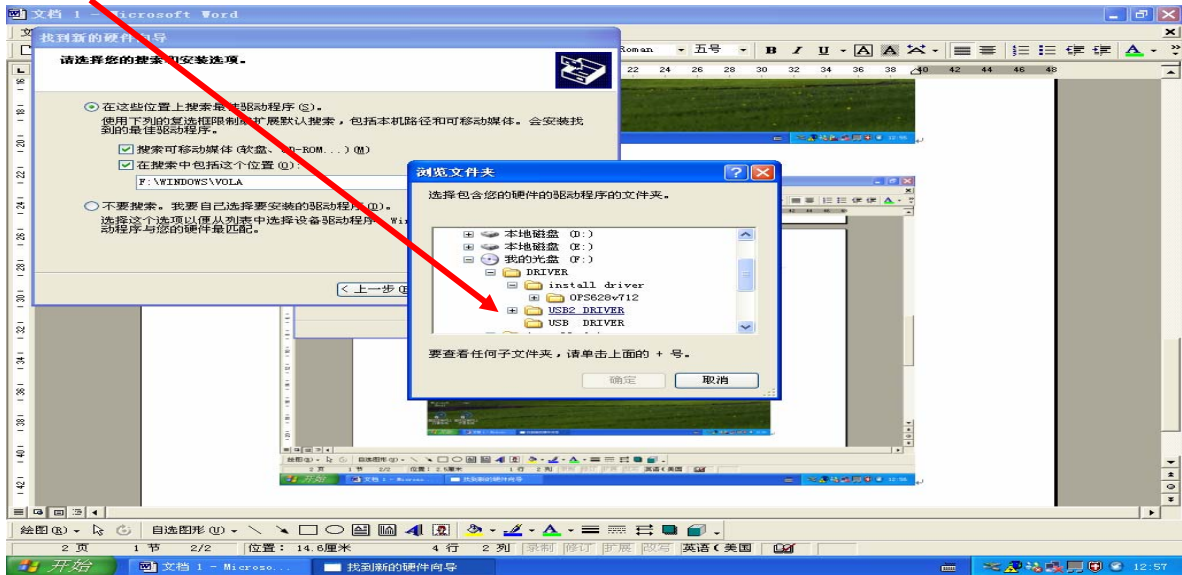 文档 1 - Microsoft Word
找到新的硬件向导
Roman 五号 B I U A A
请选择您的搜索和安装选项。
22 24 26 28 30 32 34 36 38 40 42 44 46 48
在这些位置上搜索最佳驱动程序(S)。
使用下列的复选框限制或扩展默认搜索，包括本机路径和可移动媒体。会安装找
到的最佳驱动程序。
搜索可移动媒体(软盘、CD-ROM...)(M)
在搜索中包括这个位置(O):
F:\WINDOWS\VOLA
不要搜索。我要自己选择要安装的驱动程序(D)。
选择这个选项以便从列表中选择设备驱动程序。Wi
动程序与您的硬件最匹配。
< 上一步(B
浏览文件夹
选择包含您的硬件的驱动程序的文件夹。
本地磁盘 (D:)
本地磁盘 (E:)
我的光盘 (F:)
DRIVER
install driver
OPS628v712
USB2 DRIVER
USB DRIVER
要查看任何子文件夹，请单击上面的 + 号。
确定 取消
绘图(R) 自选图形(U)
2 页 1 节 2/2 位置: 14.6厘米 4 行 2 列 录制 修订 扩展 改写 英语(美国
开始 文档 1 - Microso... 找到新的硬件向导 12:57